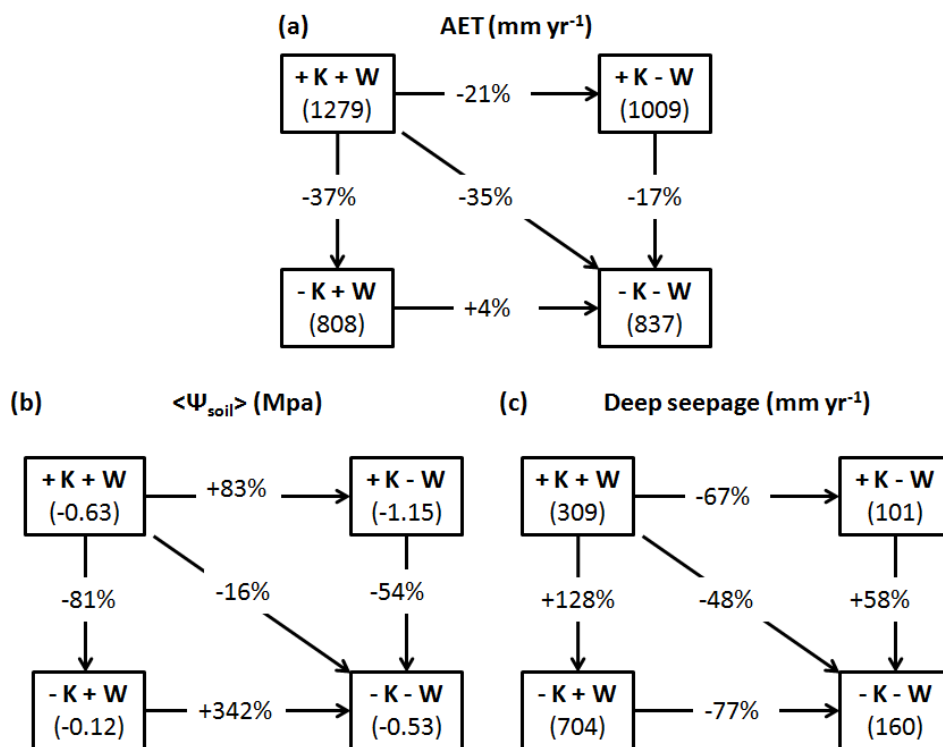 (a) AET (mm yr⁻¹)
+ K + W
(1279)
-21%
+ K - W
(1009)
-37%
-35%
-17%
- K + W
(808)
+4%
- K - W
(837)
(b) <Ψsoil> (Mpa)
+ K + W
(-0.63)
+83%
+ K - W
(-1.15)
-81%
-16%
-54%
- K + W
(-0.12)
+342%
- K - W
(-0.53)
(c) Deep seepage (mm yr⁻¹)
+ K + W
(309)
-67%
+ K - W
(101)
+128%
-48%
+58%
- K + W
(704)
-77%
- K - W
(160)